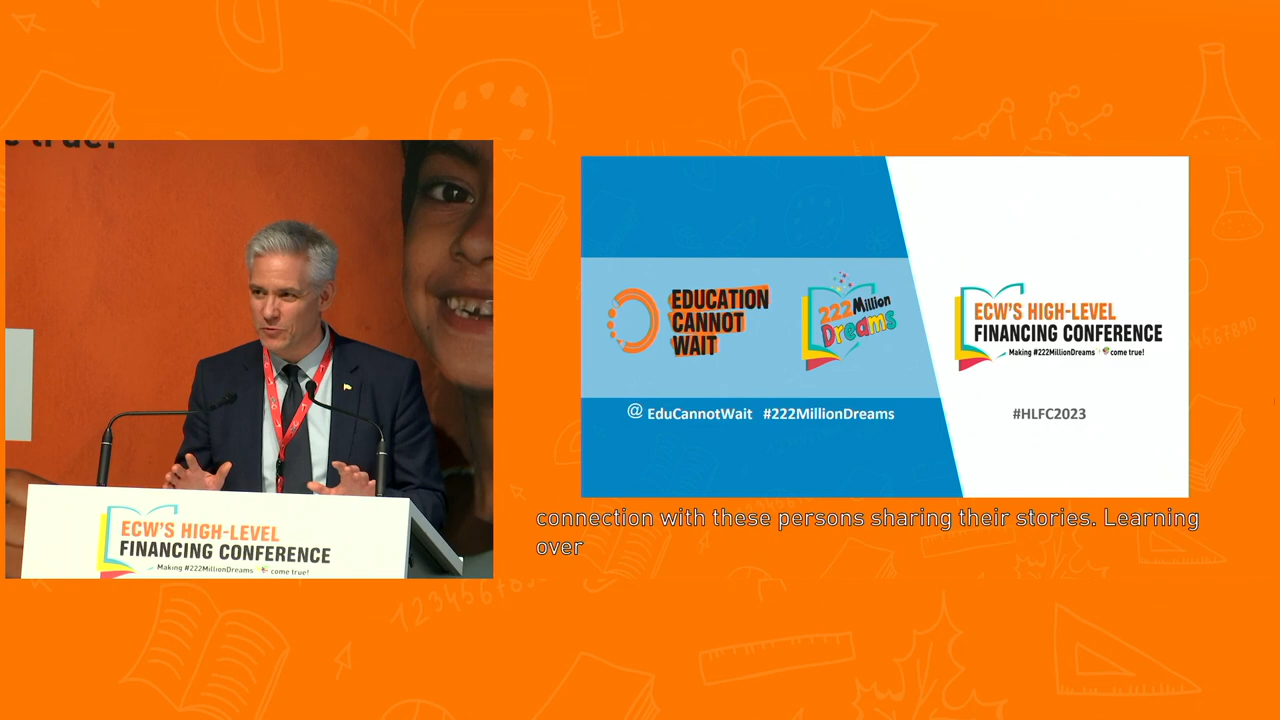 s true!
ECW'S HIGH-LEVEL
FINANCING CONFERENCE
Making #222MillionDreams come true!
EDUCATION
CANNOT
WAIT
222 Million
Dreams
ECW'S HIGH-LEVEL
FINANCING CONFERENCE
Making #222MillionDreams come true!
@EduCannotWait #222MillionDreams
#HLFC2023
connection with these persons sharing their stories. Learning
over